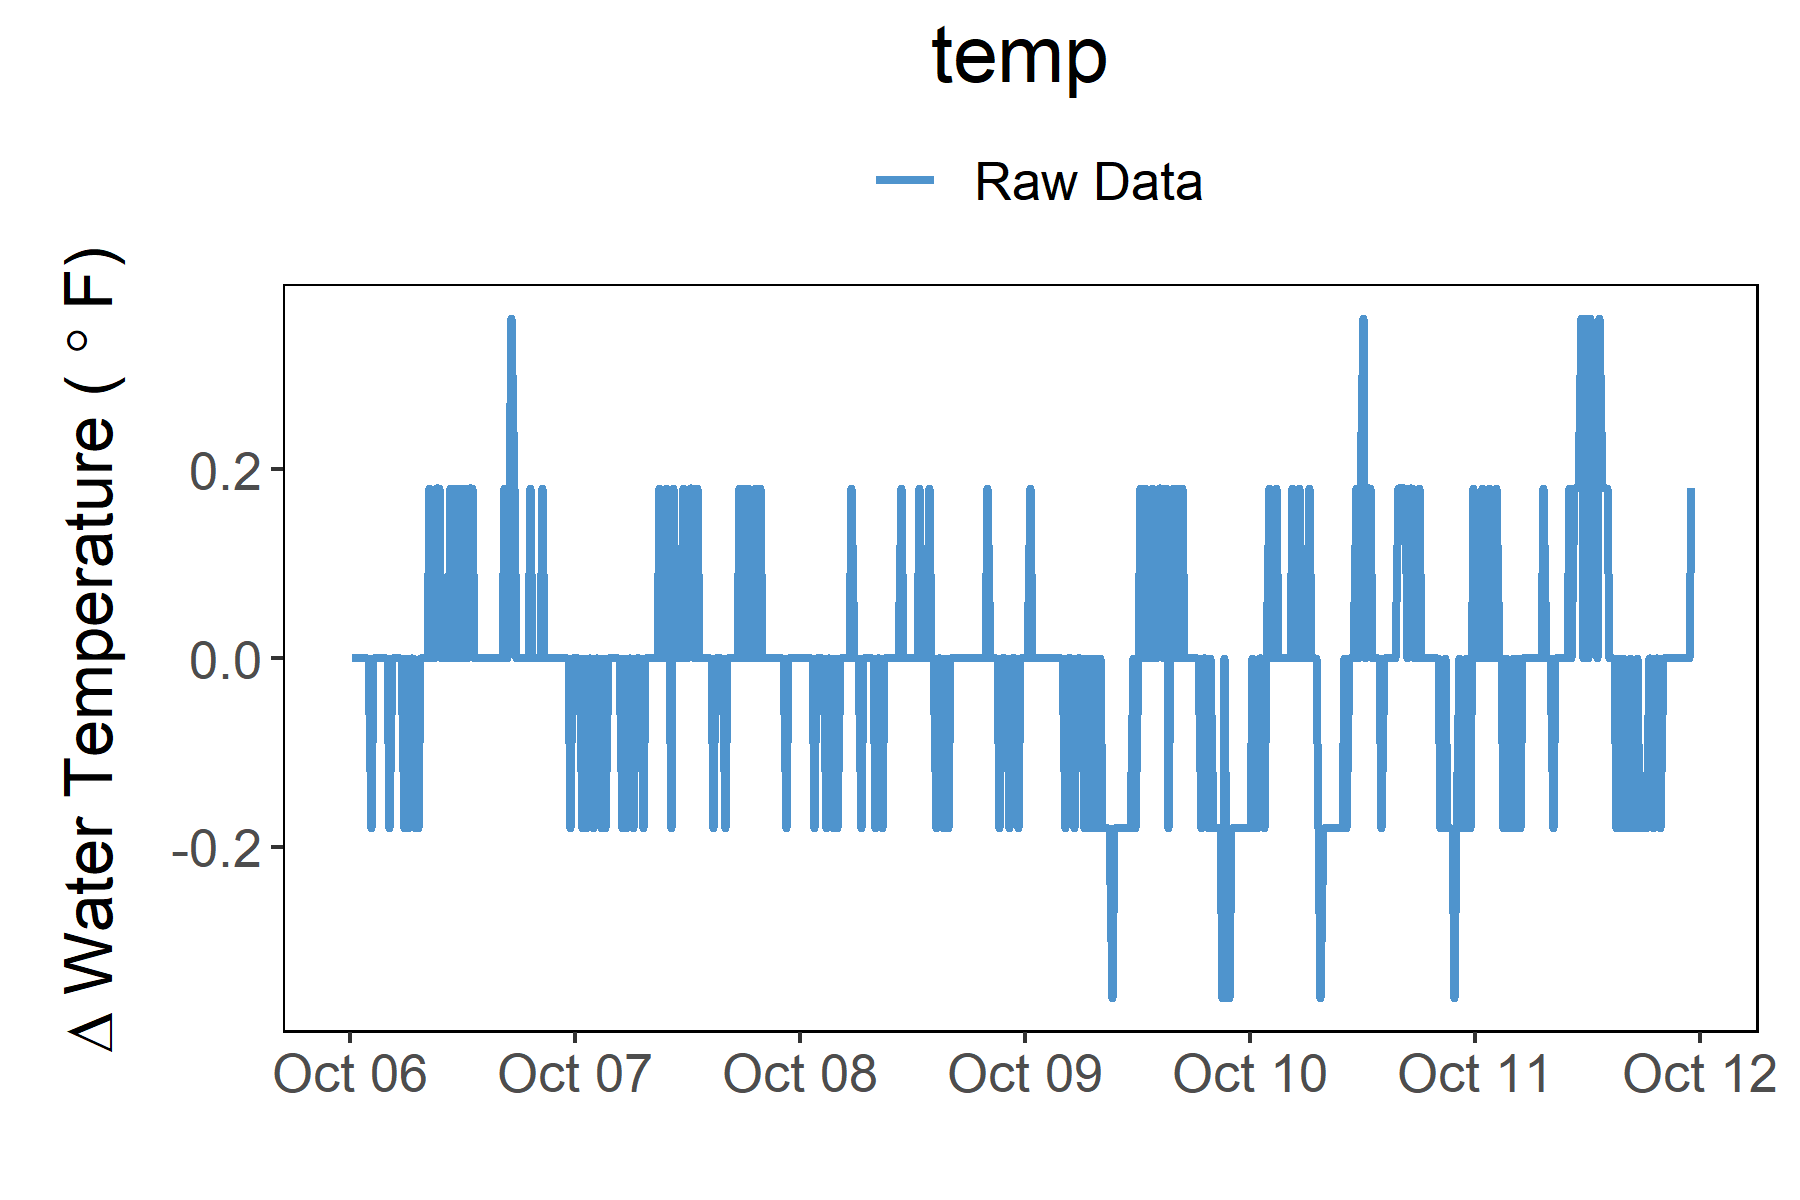 temp
Raw Data
Δ Water Temperature ( ° F)
0.2
0.0
-0.2
Oct 06 Oct 07 Oct 08 Oct 09 Oct 10 Oct 11 Oct 12